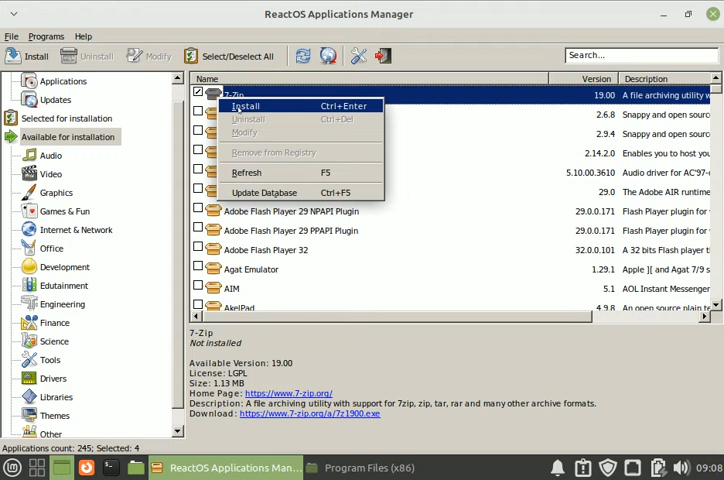 ReactOS Applications Manager
File Programs Help
Install Uninstall Modify Select/Deselect All Search...
Applications
Updates
Selected for installation
Available for installation
Audio
Video
Graphics
Games & Fun
Internet & Network
Office
Development
Edutainment
Engineering
Finance
Science
Tools
Drivers
Libraries
Themes
Other
Name Version Description
7-Zip 19.00 A file archiving utility w
2.6.8 Snappy and open sourc
2.9.4 Snappy and open sourc
2.14.2.0 Enables you to host you
5.10.00.3610 Audio driver for AC'97-c
29.0 The Adobe AIR runtime
Adobe Flash Player 29 NPAPI Plugin 29.0.0.171 Flash Player plugin for
Adobe Flash Player 29 PPAPI Plugin 29.0.0.171 Flash Player plugin for
Adobe Flash Player 32 32.0.0.101 A 32 bits Flash player t
Agat Emulator 1.29.1 Apple ][ and Agat 7/9 s
AIM 5.1 AOL Instant Messenger
AkelPad 4.9.8 An open source plain te
Install Ctrl+Enter
Uninstall Ctrl+Del
Modify
Remove from Registry
Refresh F5
Update Database Ctrl+F5
7-Zip
Not installed
Available Version: 19.00
License: LGPL
Size: 1.13 MB
Home Page: https://www.7-zip.org/
Description: A file archiving utility with support for 7zip, zip, tar, rar and many other archive formats.
Download: https://www.7-zip.org/a/7z1900.exe
Applications count: 245; Selected: 4
ReactOS Applications Man... Program Files (x86) 09:08